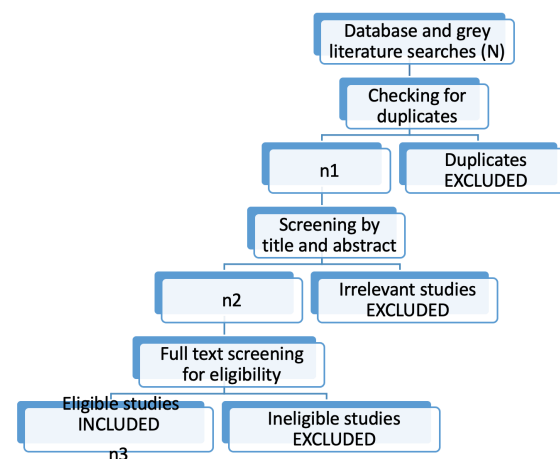 Database and grey
literature searches (N)
Checking for
duplicates
n1
Duplicates
EXCLUDED
Screening by
title and abstract
n2
Irrelevant studies
EXCLUDED
Full text screening
for eligibility
Eligible studies
INCLUDED
n3
Ineligible studies
EXCLUDED